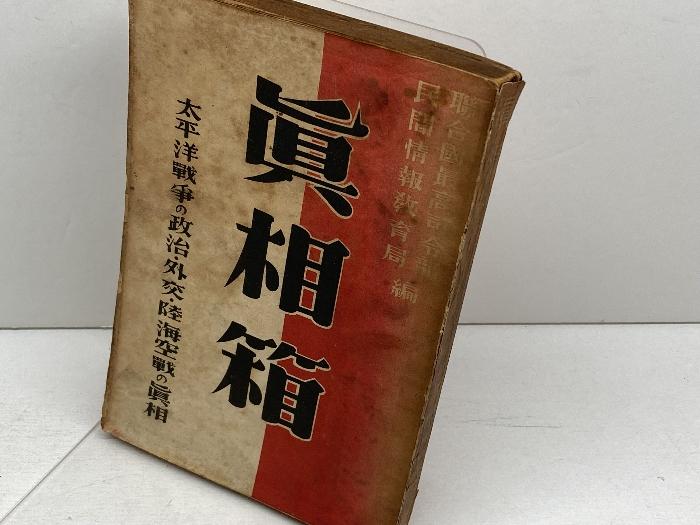 聯合國最高司令部
民間情報敎育局 編
眞相箱
太平洋戰爭の政治・外交・陸海空戰の眞相